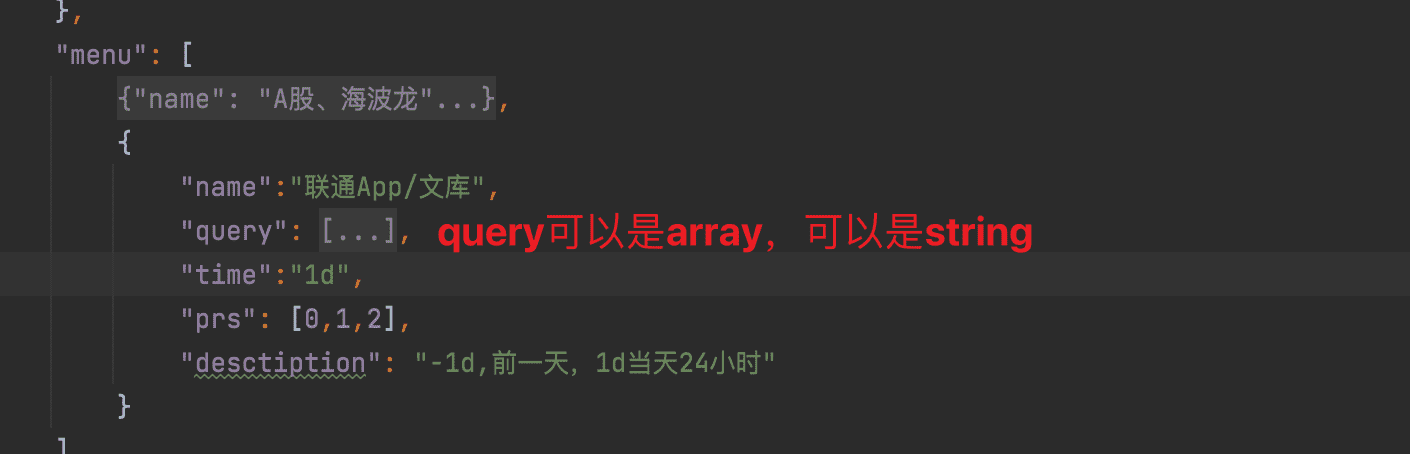 },
"menu": [
{"name": "A股、海波龙"...},
{
"name":"联通App/文库",
"query": [...], query可以是array，可以是string
"time":"1d",
"prs": [0,1,2],
"desctiption": "-1d,前一天，1d当天24小时"
}
]